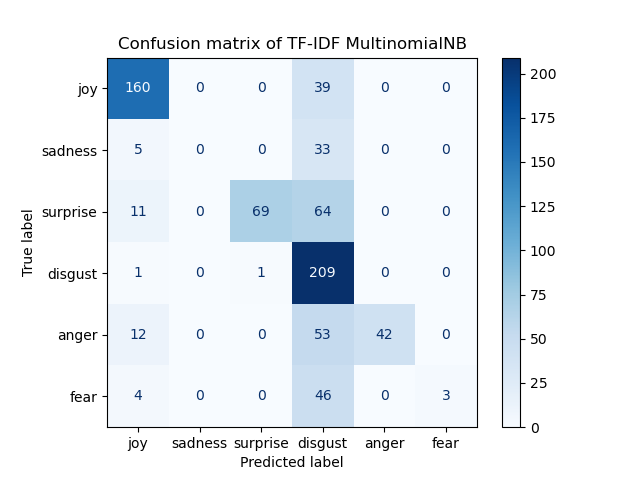 Confusion matrix of TF-IDF MultinomialNB
joy 160 0 0 39 0 0
sadness 5 0 0 33 0 0
surprise 11 0 69 64 0 0
disgust 1 0 1 209 0 0
anger 12 0 0 53 42 0
fear 4 0 0 46 0 3
joy sadness surprise disgust anger fear
Predicted label
True label
200
175
150
125
100
75
50
25
0